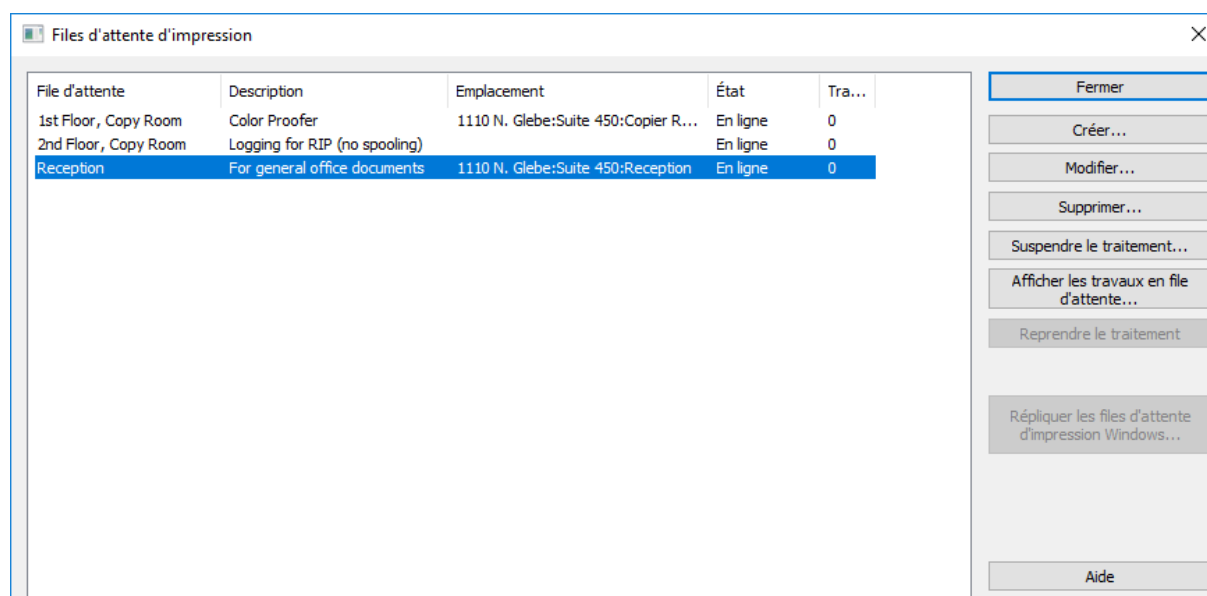 Files d'attente d'impression
File d'attente Description Emplacement État Tra...
1st Floor, Copy Room Color Proofer 1110 N. Glebe:Suite 450:Copier R... En ligne 0
2nd Floor, Copy Room Logging for RIP (no spooling) En ligne 0
Reception For general office documents 1110 N. Glebe:Suite 450:Reception En ligne 0
Fermer
Créer...
Modifier...
Supprimer...
Suspendre le traitement...
Afficher les travaux en file
d'attente...
Reprendre le traitement
Répliquer les files d'attente
d'impression Windows...
Aide